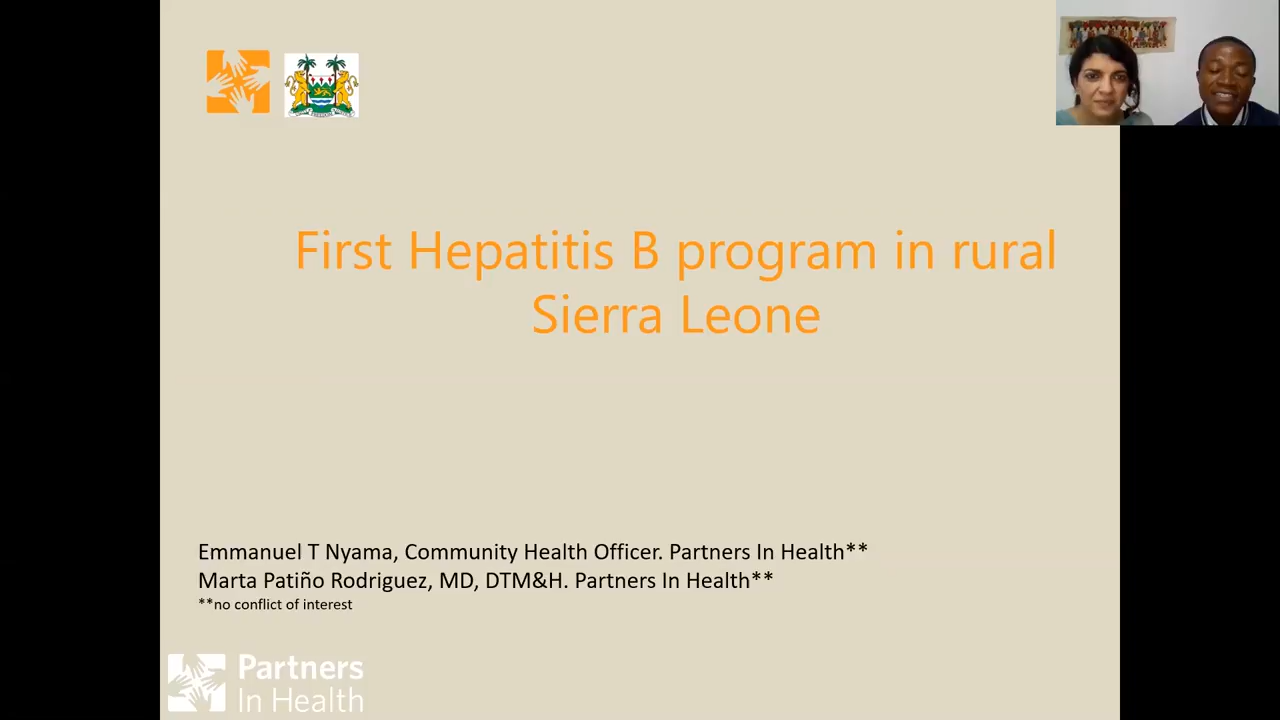 First Hepatitis B program in rural
Sierra Leone
Emmanuel T Nyama, Community Health Officer. Partners In Health**
Marta Patiño Rodriguez, MD, DTM&H. Partners In Health**
**no conflict of interest
Partners
In Health